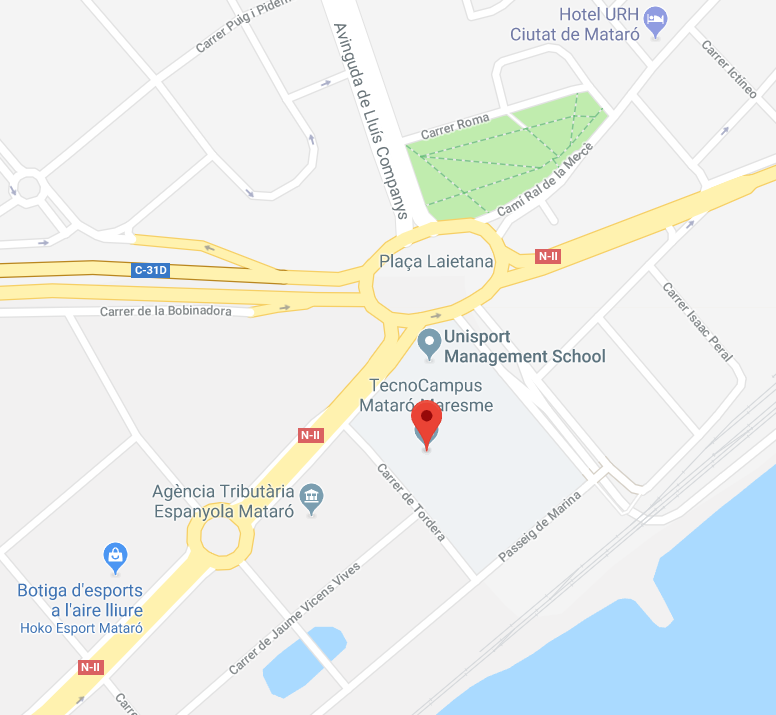 Carrer Puig i Pidem
Hotel URH
Ciutat de Mataró
Avinguda de Lluís Companys
Carrer Ictíneo
Carrer Roma
Camí Ral de la Mercè
Plaça Laietana
N-II
C-31D
Carrer de la Bobinadora
Carrer Isaac Peral
Unisport
Management School
TecnoCampus
Mataró Maresme
N-II
Agència Tributària
Espanyola Mataró
Carrer de Tordera
Passeig de Marina
Botiga d'esports
a l'aire lliure
Hoko Esport Mataró
Carrer de Jaume Vicens Vives
N-II
Carr